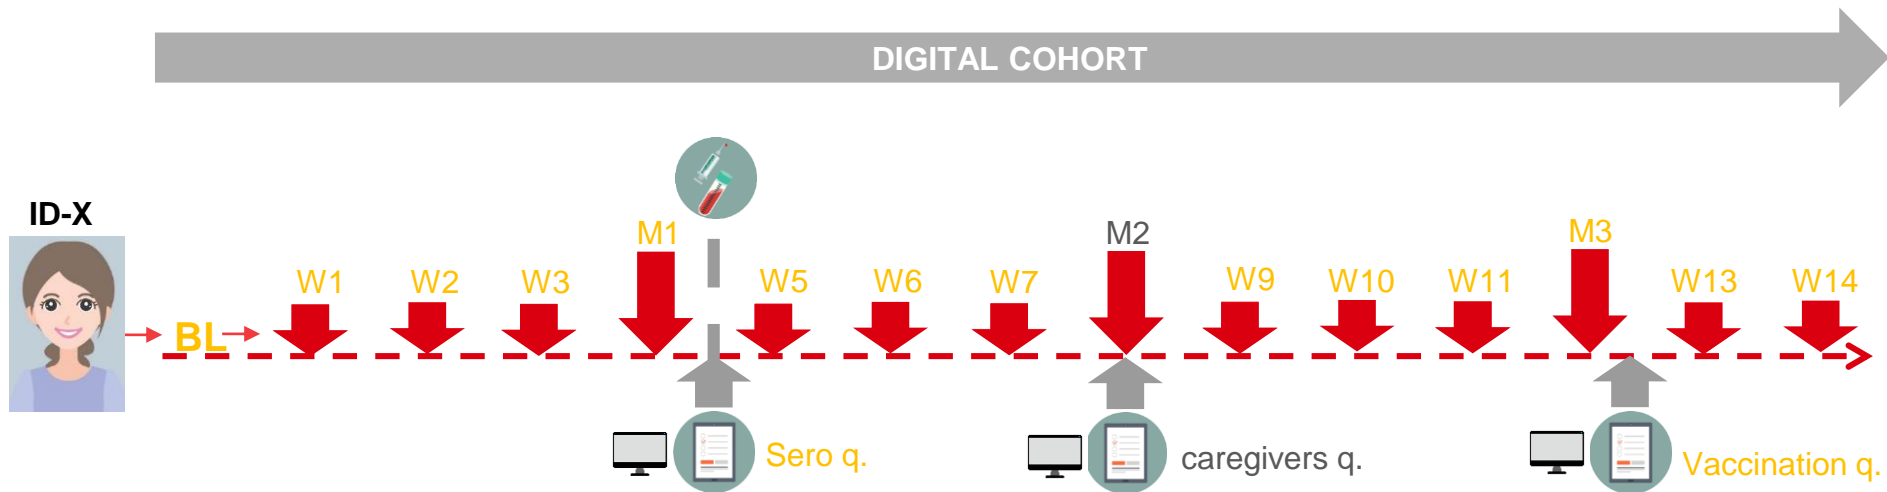 DIGITAL COHORT
ID-X
BL
W1
W2
W3
M1
W5
W6
W7
M2
W9
W10
W11
M3
W13
W14
Sero q.
caregivers q.
Vaccination q.